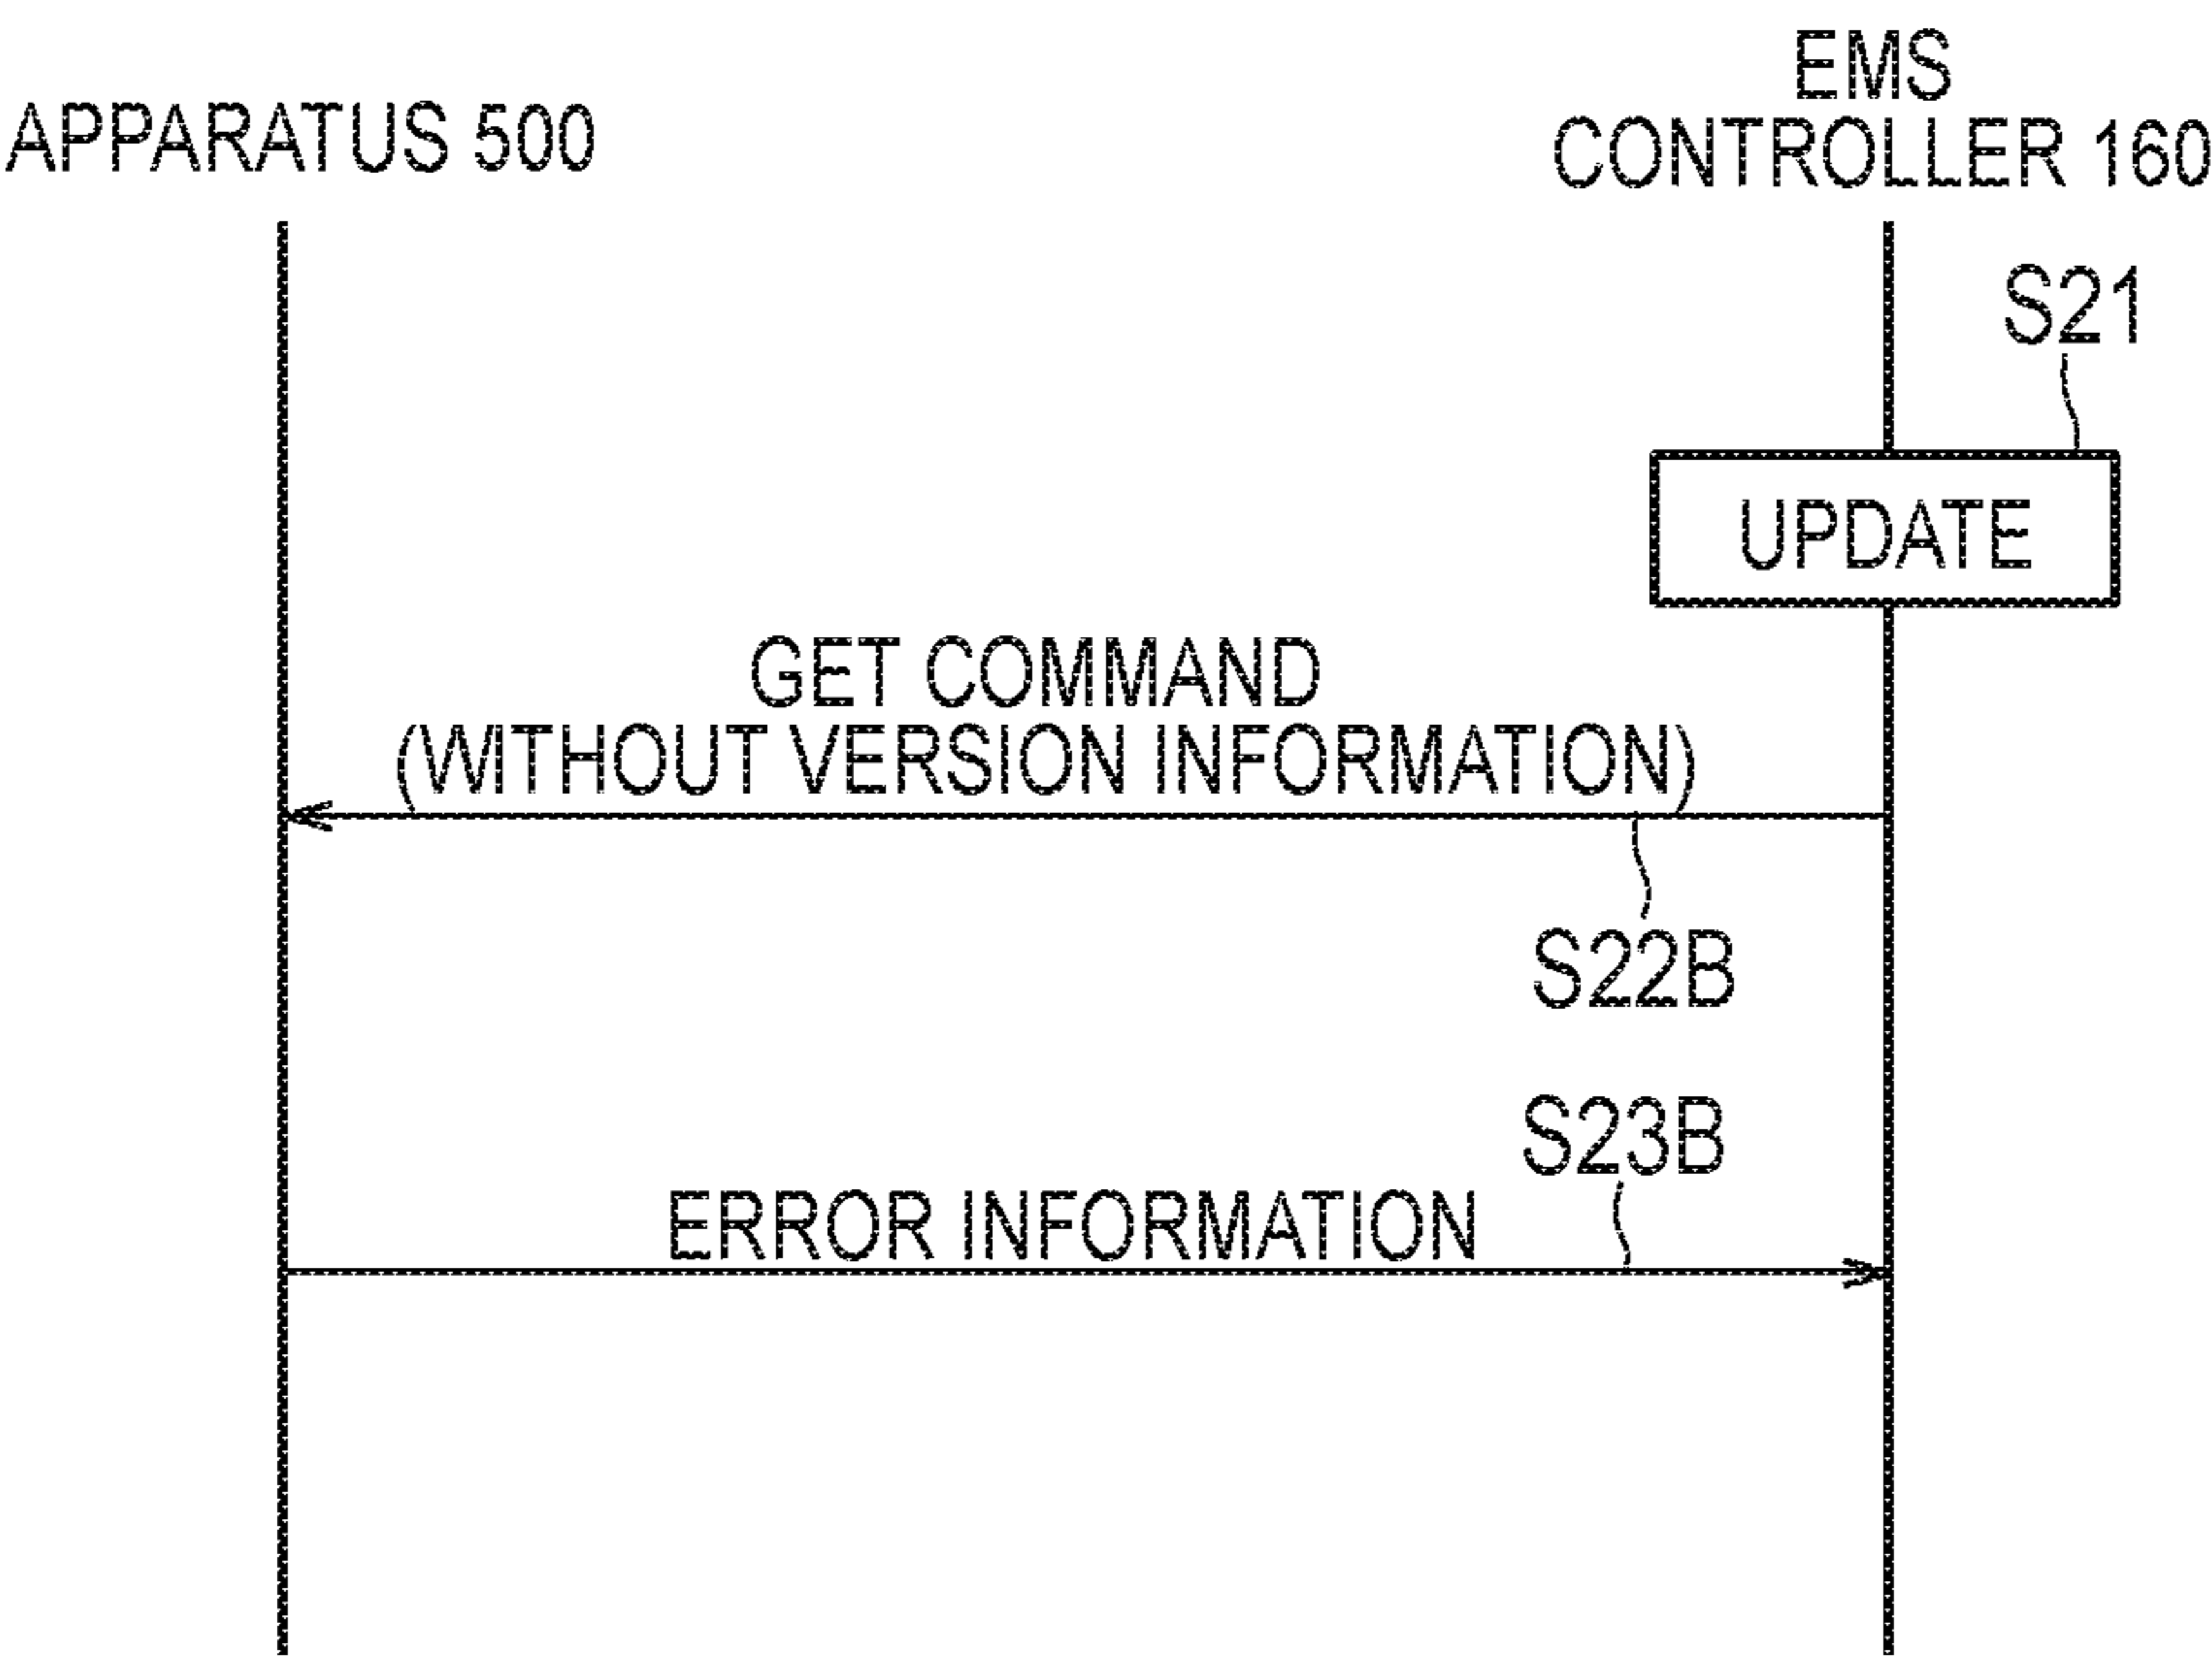 APPARATUS 500
EMS
CONTROLLER 160
S21
UPDATE
GET COMMAND
(WITHOUT VERSION INFORMATION)
S22B
S23B
ERROR INFORMATION